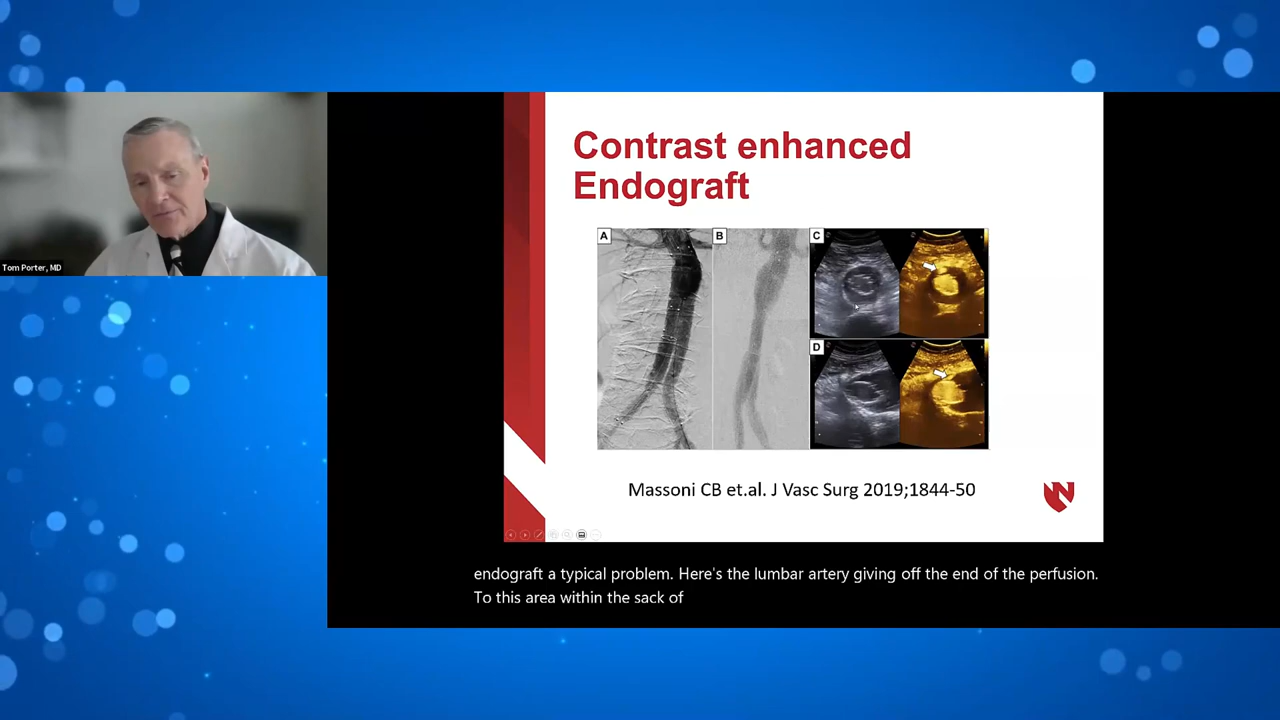 Contrast enhanced
Endograft
A
B
C
D
Massoni CB et.al. J Vasc Surg 2019;1844-50
N
Tom Porter, MD
endograft a typical problem. Here's the lumbar artery giving off the end of the perfusion.
To this area within the sack of